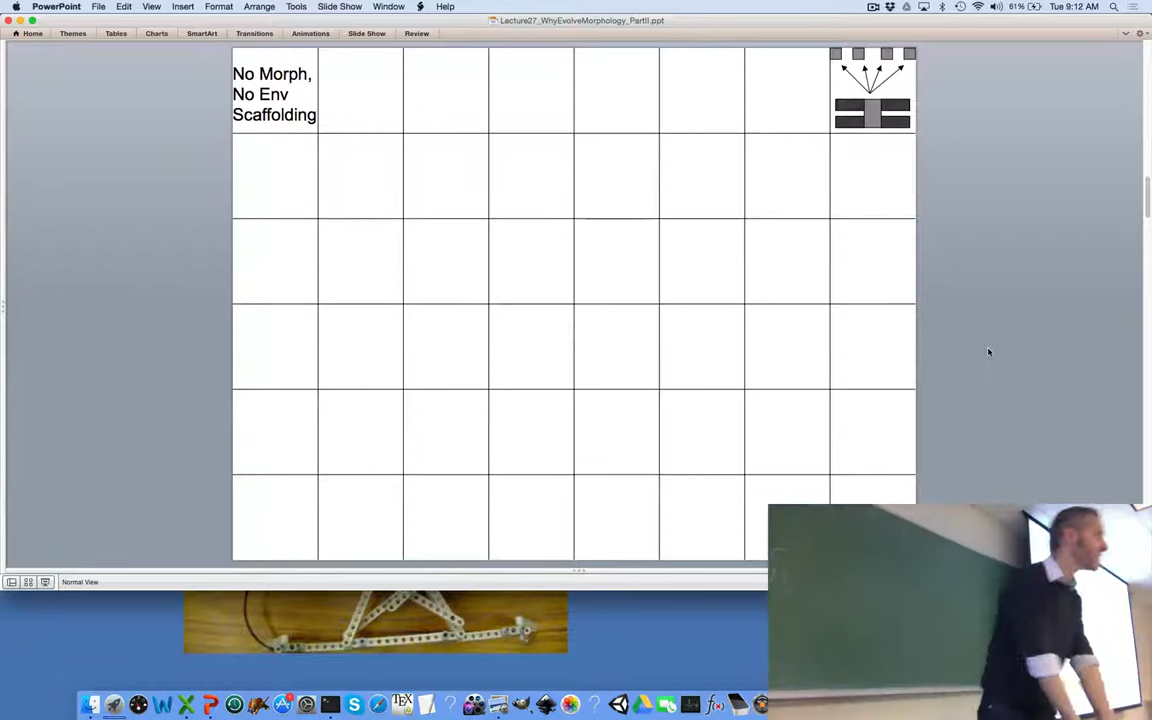 PowerPoint File Edit View Insert Format Arrange Tools Slide Show Window Help 61% Tue 9:12 AM
Lecture27_WhyEvolveMorphology_PartII.ppt
Home Themes Tables Charts SmartArt Transitions Animations Slide Show Review
No Morph,
No Env
Scaffolding
Normal View